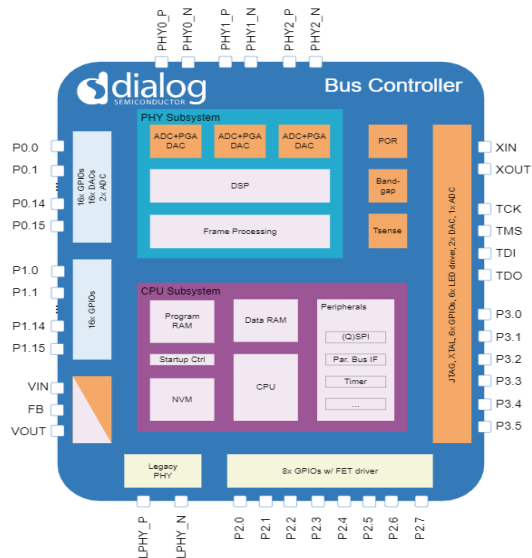 PHY0_P
PHY0_N
PHY1_P
PHY1_N
PHY2_P
PHY2_N
dialog
SEMICONDUCTOR
Bus Controller
PHY Subsystem
ADC+PGA
DAC
ADC+PGA
DAC
ADC+PGA
DAC
DSP
Frame Processing
POR
Band-
gap
Tsense
P0.0
P0.1
...
P0.14
P0.15
16x GPIOs
16x DACs
2x ADC
P1.0
P1.1
...
P1.14
P1.15
16x GPIOs
VIN
FB
VOUT
CPU Subsystem
Program
RAM
Data RAM
Startup Ctrl
NVM
CPU
Peripherals
(Q)SPI
Par. Bus IF
Timer
...
JTAG, XTAL, 6x GPIOs, 6x LED driver, 2x DAC, 1x ADC
XIN
XOUT
TCK
TMS
TDI
TDO
P3.0
P3.1
P3.2
P3.3
P3.4
P3.5
Legacy
PHY
8x GPIOs w/ FET driver
LPHY_P
LPHY_N
P2.0
P2.1
P2.2
P2.3
P2.4
P2.5
P2.6
P2.7